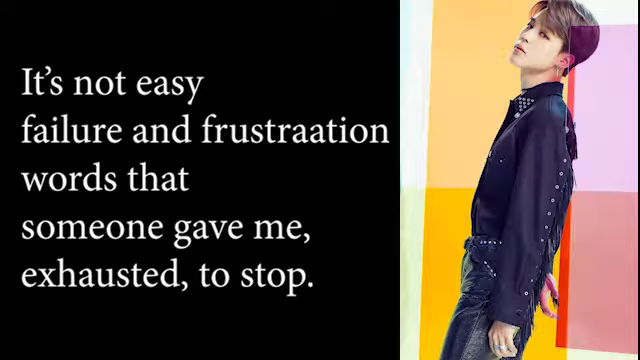 It’s not easy
failure and frustraation
words that
someone gave me,
exhausted, to stop.